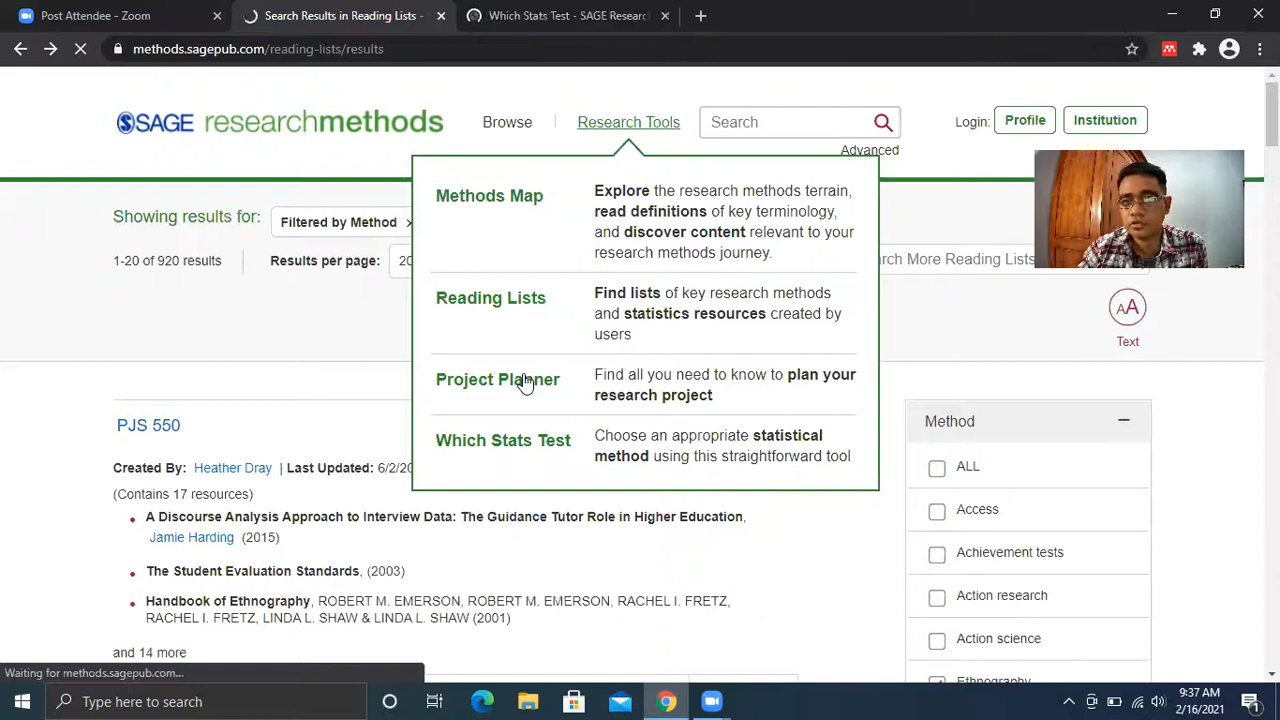 Post Attendee - Zoom
Search Results in Reading Lists -
Which Stats Test - SAGE Resear
methods.sagepub.com/reading-lists/results
SAGE researchmethods
Browse
Research Tools
Search
Advanced
Login:
Profile
Institution
Showing results for:
Filtered by Method ×
1-20 of 920 results
Results per page:
20
rch More Reading Lists
AA
Text
Methods Map
Explore the research methods terrain,
read definitions of key terminology,
and discover content relevant to your
research methods journey.
Reading Lists
Find lists of key research methods
and statistics resources created by
users
Project Planner
Find all you need to know to plan your
research project
Which Stats Test
Choose an appropriate statistical
method using this straightforward tool
PJS 550
Created By: Heather Dray | Last Updated: 6/2/20
(Contains 17 resources)
A Discourse Analysis Approach to Interview Data: The Guidance Tutor Role in Higher Education,
Jamie Harding (2015)
The Student Evaluation Standards, (2003)
Handbook of Ethnography, ROBERT M. EMERSON, ROBERT M. EMERSON, RACHEL I. FRETZ,
RACHEL I. FRETZ, LINDA L. SHAW & LINDA L. SHAW (2001)
and 14 more
Method
ALL
Access
Achievement tests
Action research
Action science
Ethnography
Waiting for methods.sagepub.com...
Type here to search
9:37 AM
2/16/2021
1